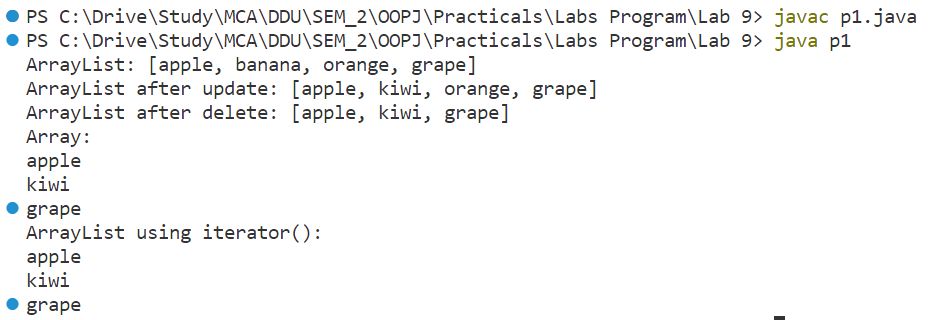 PS C:\Drive\Study\MCA\DDU\SEM_2\OOPJ\Practicals\Labs Program\Lab 9> javac p1.java
PS C:\Drive\Study\MCA\DDU\SEM_2\OOPJ\Practicals\Labs Program\Lab 9> java p1
ArrayList: [apple, banana, orange, grape]
ArrayList after update: [apple, kiwi, orange, grape]
ArrayList after delete: [apple, kiwi, grape]
Array:
apple
kiwi
grape
ArrayList using iterator():
apple
kiwi
grape